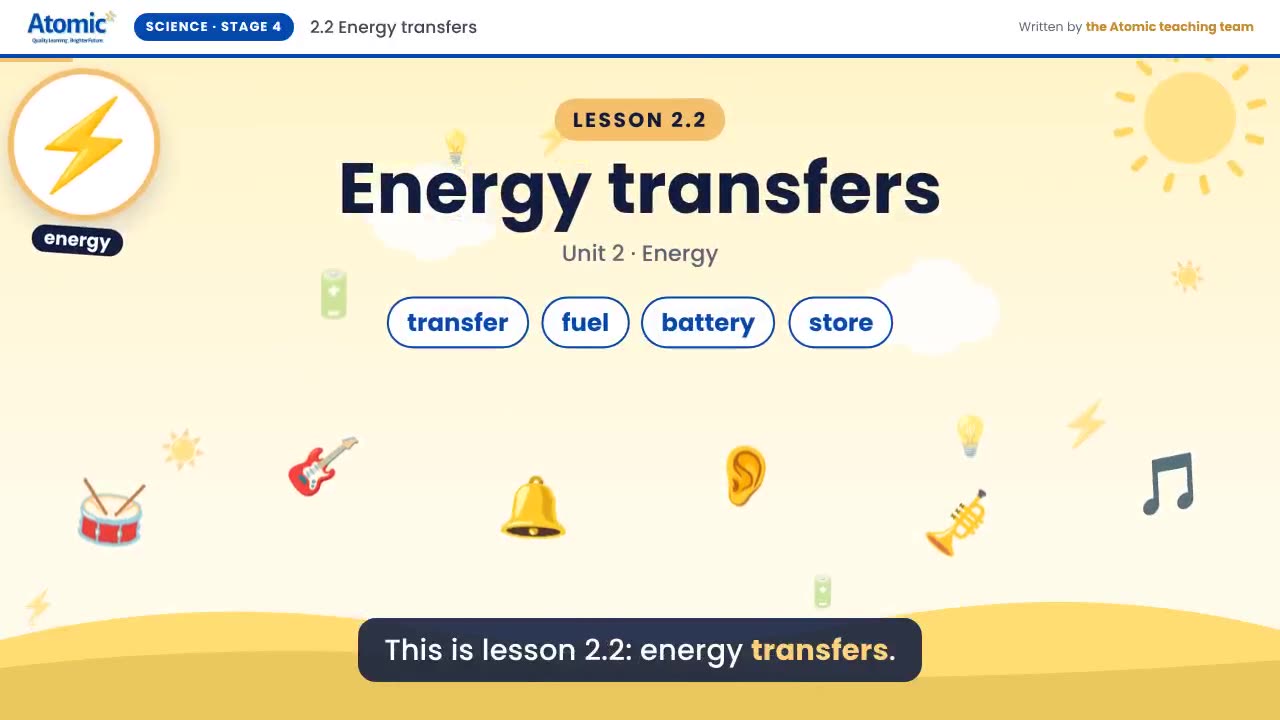 Atomic
Quality Learning. Brighter Future.
SCIENCE · STAGE 4
2.2 Energy transfers
Written by the Atomic teaching team
energy
LESSON 2.2
Energy transfers
Unit 2 · Energy
transfer
fuel
battery
store
This is lesson 2.2: energy transfers.